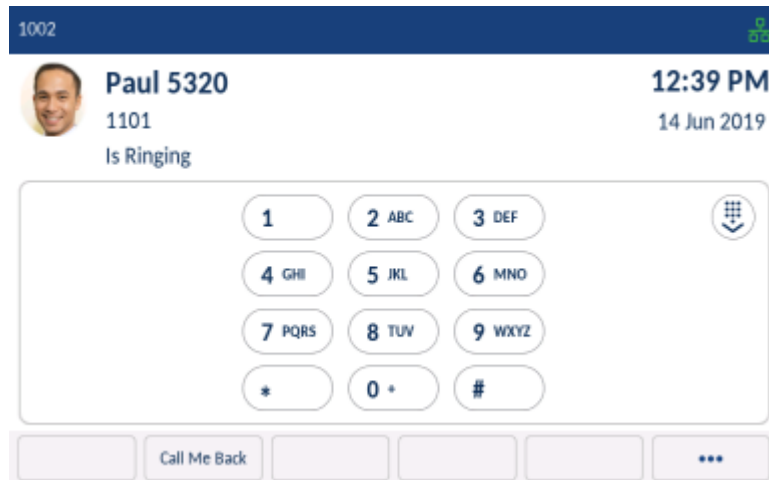 1002
Paul 5320
12:39 PM
1101
14 Jun 2019
Is Ringing
1
2 ABC
3 DEF
4 GHI
5 JKL
6 MNO
7 PQRS
8 TUV
9 WXYZ
*
0 +
#
Call Me Back
•••